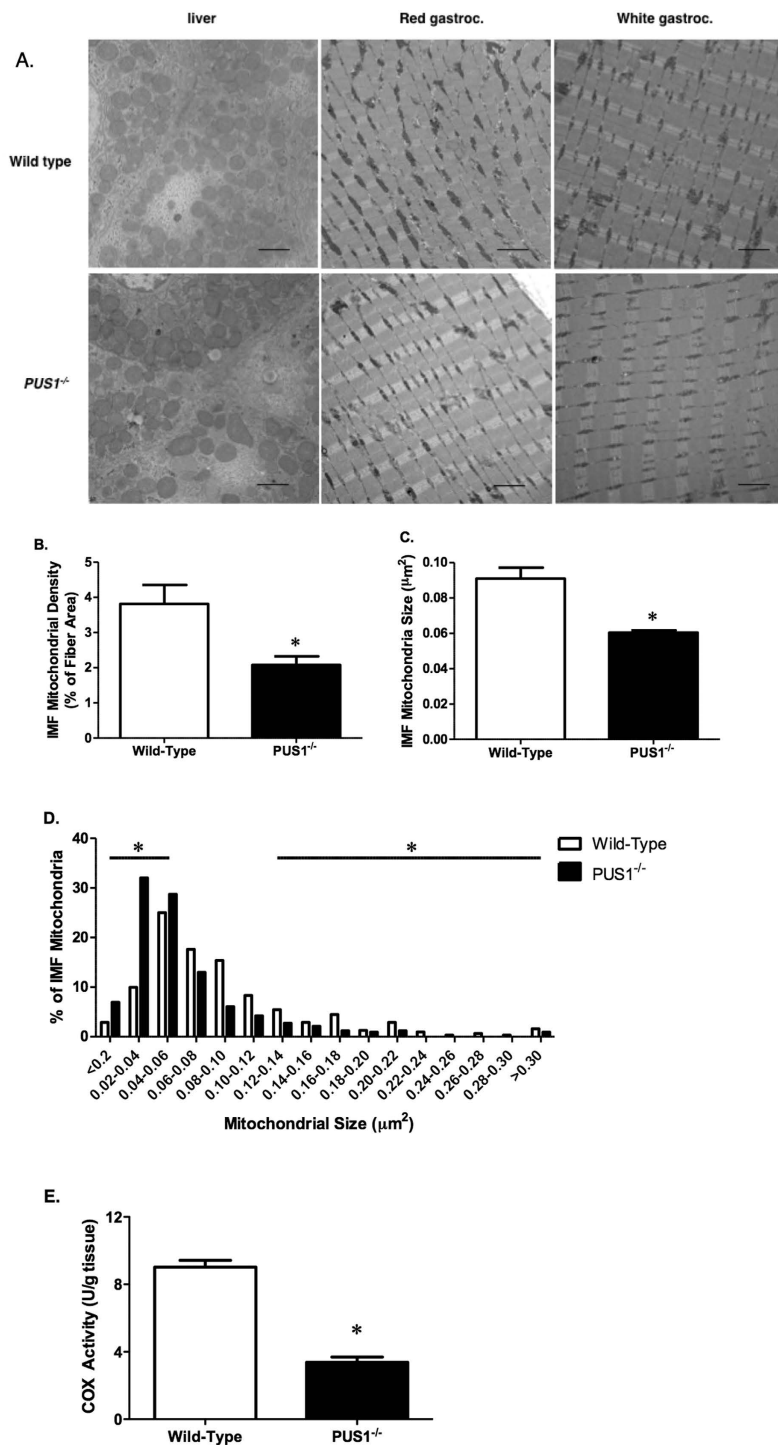 liver Red gastroc. White gastroc.
A.
Wild type
PUS1-/-
B.
IMF Mitochondrial Density
(% of Fiber Area)
5
4
3
2
1
0
Wild-Type PUS1-/-
C.
IMF Mitochondria Size (μm²)
0.10
0.08
0.06
0.04
0.02
0.00
Wild-Type PUS1-/-
*
*
D.
% of IMF Mitochondria
40
30
20
10
0
* *
Wild-Type
PUS1-/-
<0.2 0.02-0.04 0.04-0.06 0.06-0.08 0.08-0.10 0.10-0.12 0.12-0.14 0.14-0.16 0.16-0.18 0.18-0.20 0.20-0.22 0.22-0.24 0.24-0.26 0.26-0.28 0.28-0.30 >0.30
Mitochondrial Size (μm²)
E.
COX Activity (U/g tissue)
12
8
4
0
*
Wild-Type PUS1-/-